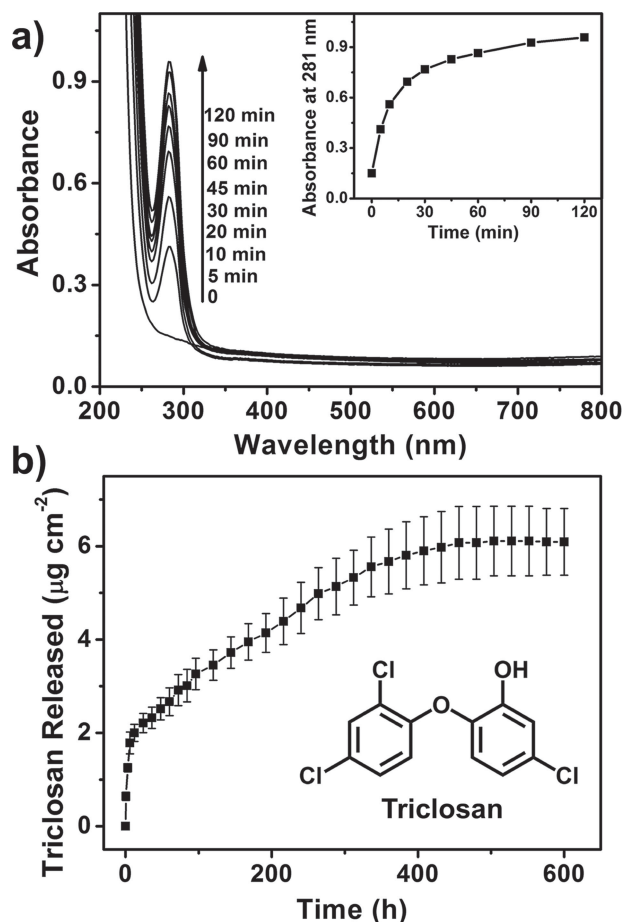 a)
Absorbance
0.9
0.6
0.3
0.0
200 300 400 500 600 700 800
Wavelength (nm)
120 min
90 min
60 min
45 min
30 min
20 min
10 min
5 min
0
Absorbance at 281 nm
0.9
0.6
0.3
0.0
0 30 60 90 120
Time (min)
b)
Triclosan Released (μg cm⁻²)
6
4
2
0
0 200 400 600
Time (h)
Cl
OH
O
Cl
Cl
Triclosan